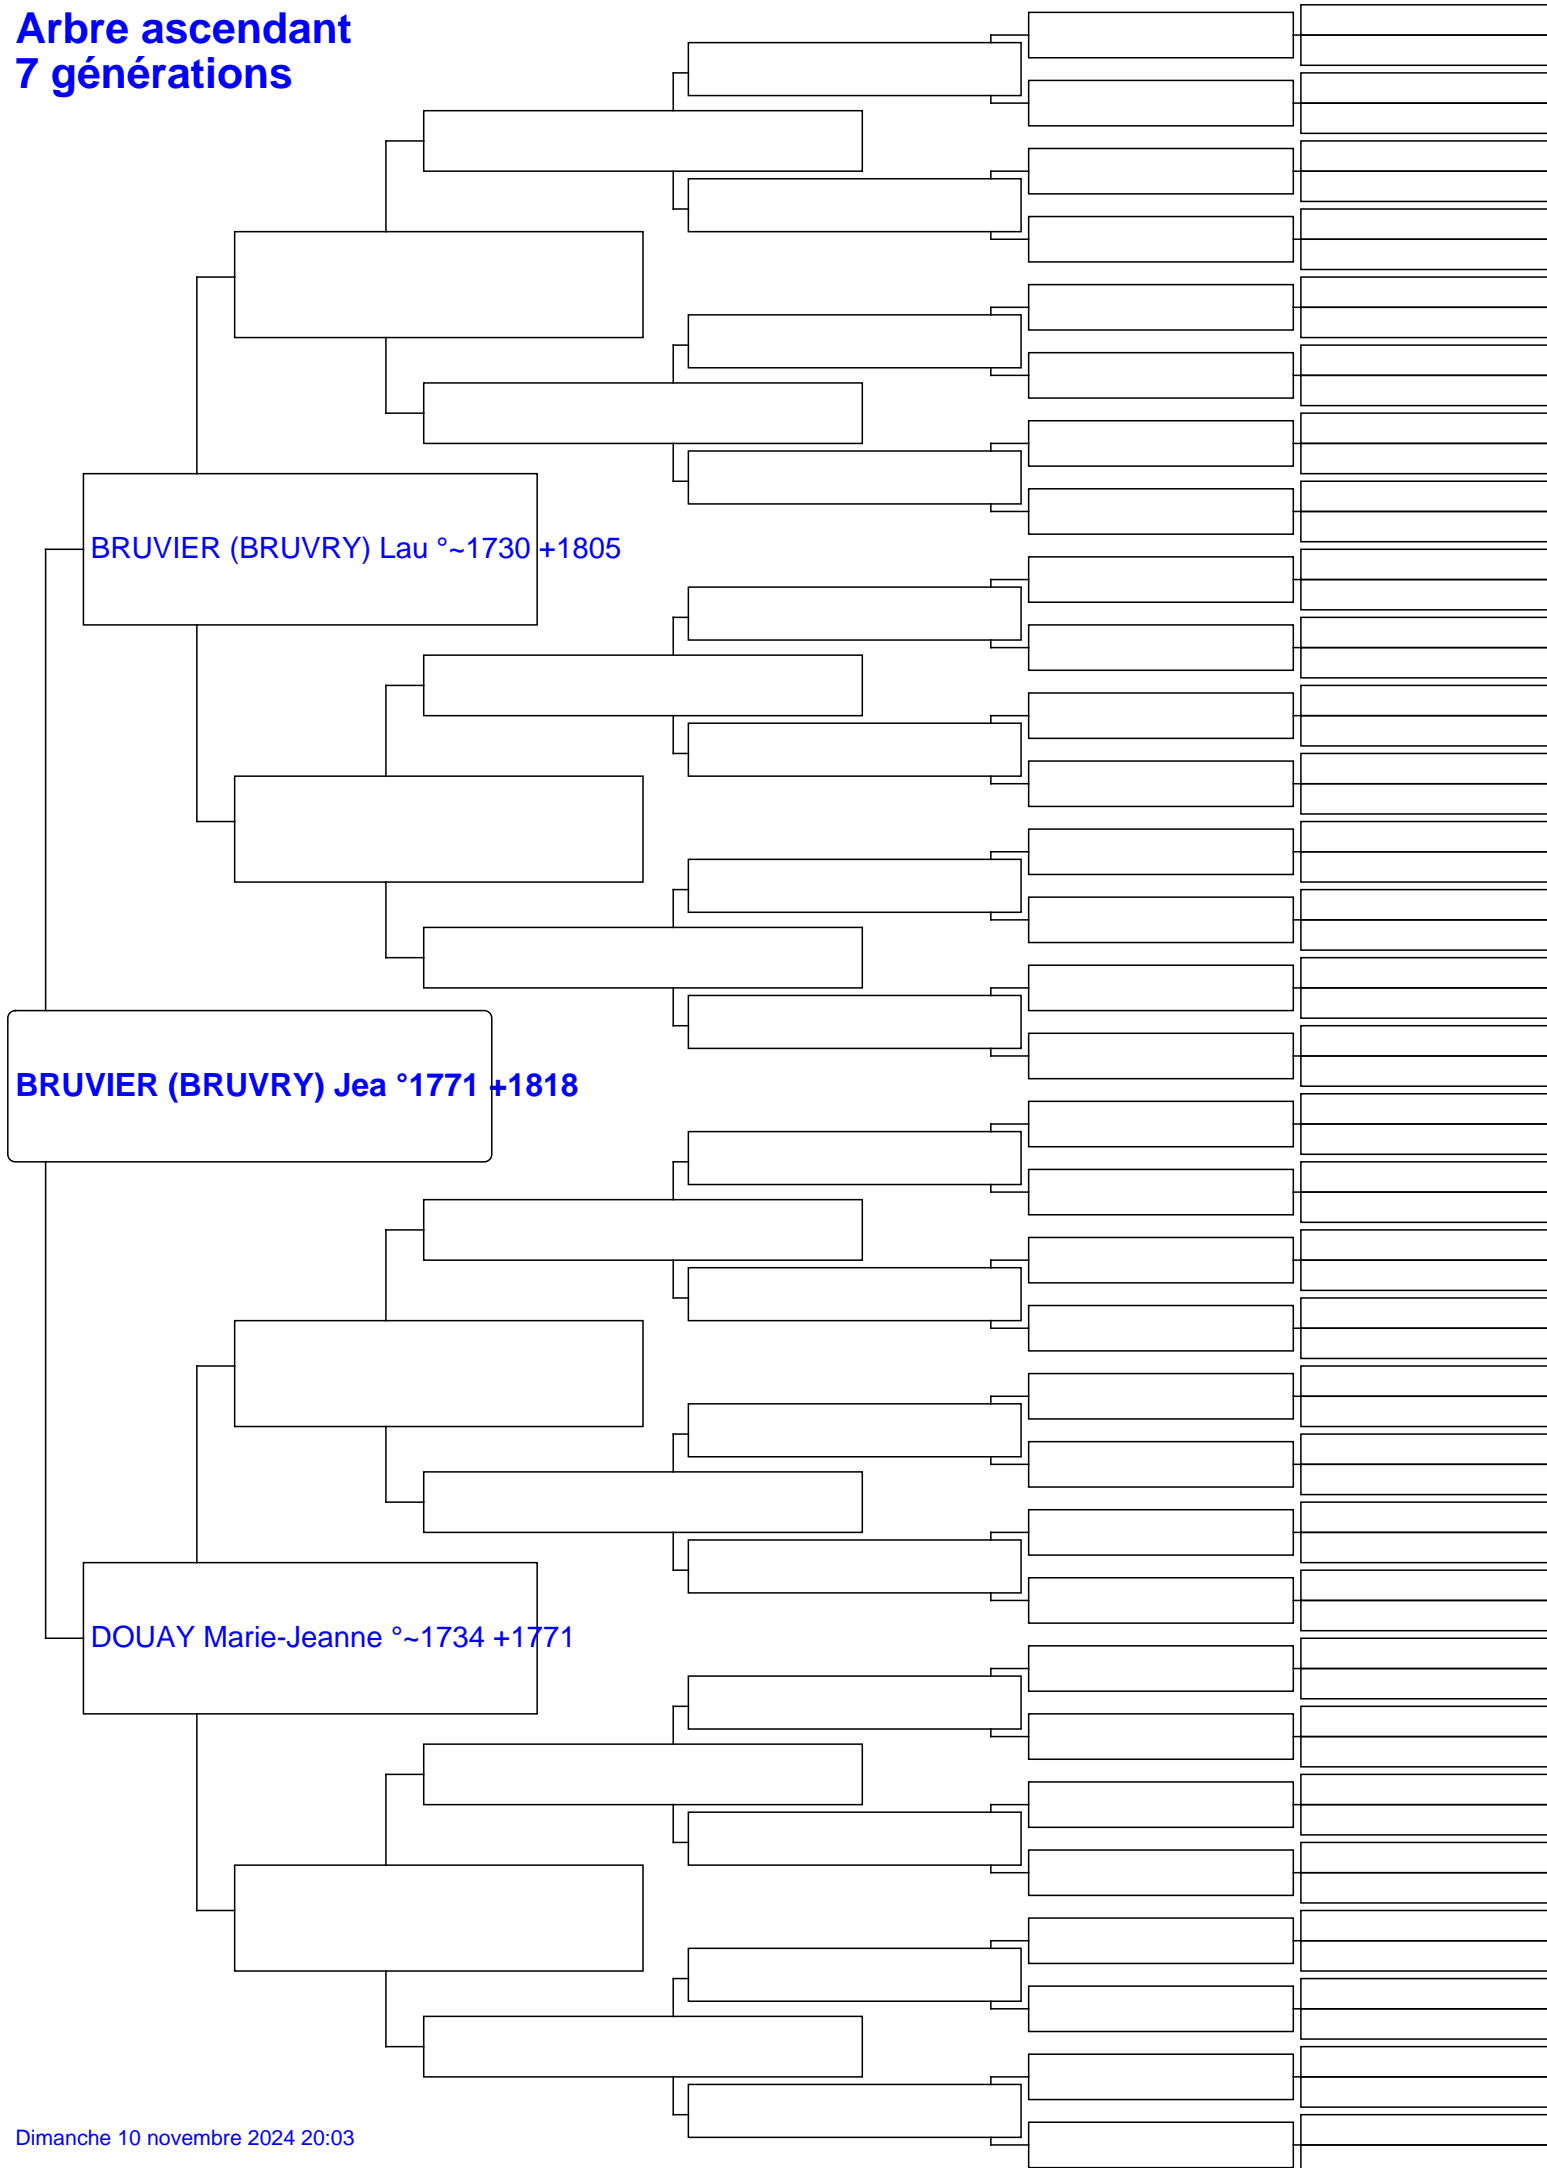 Arbre ascendant
7 générations
BRUVIER (BRUVRY) Lau °~1730 +1805
BRUVIER (BRUVRY) Jea °1771 +1818
DOUAY Marie-Jeanne °~1734 +1771
Dimanche 10 novembre 2024 20:03